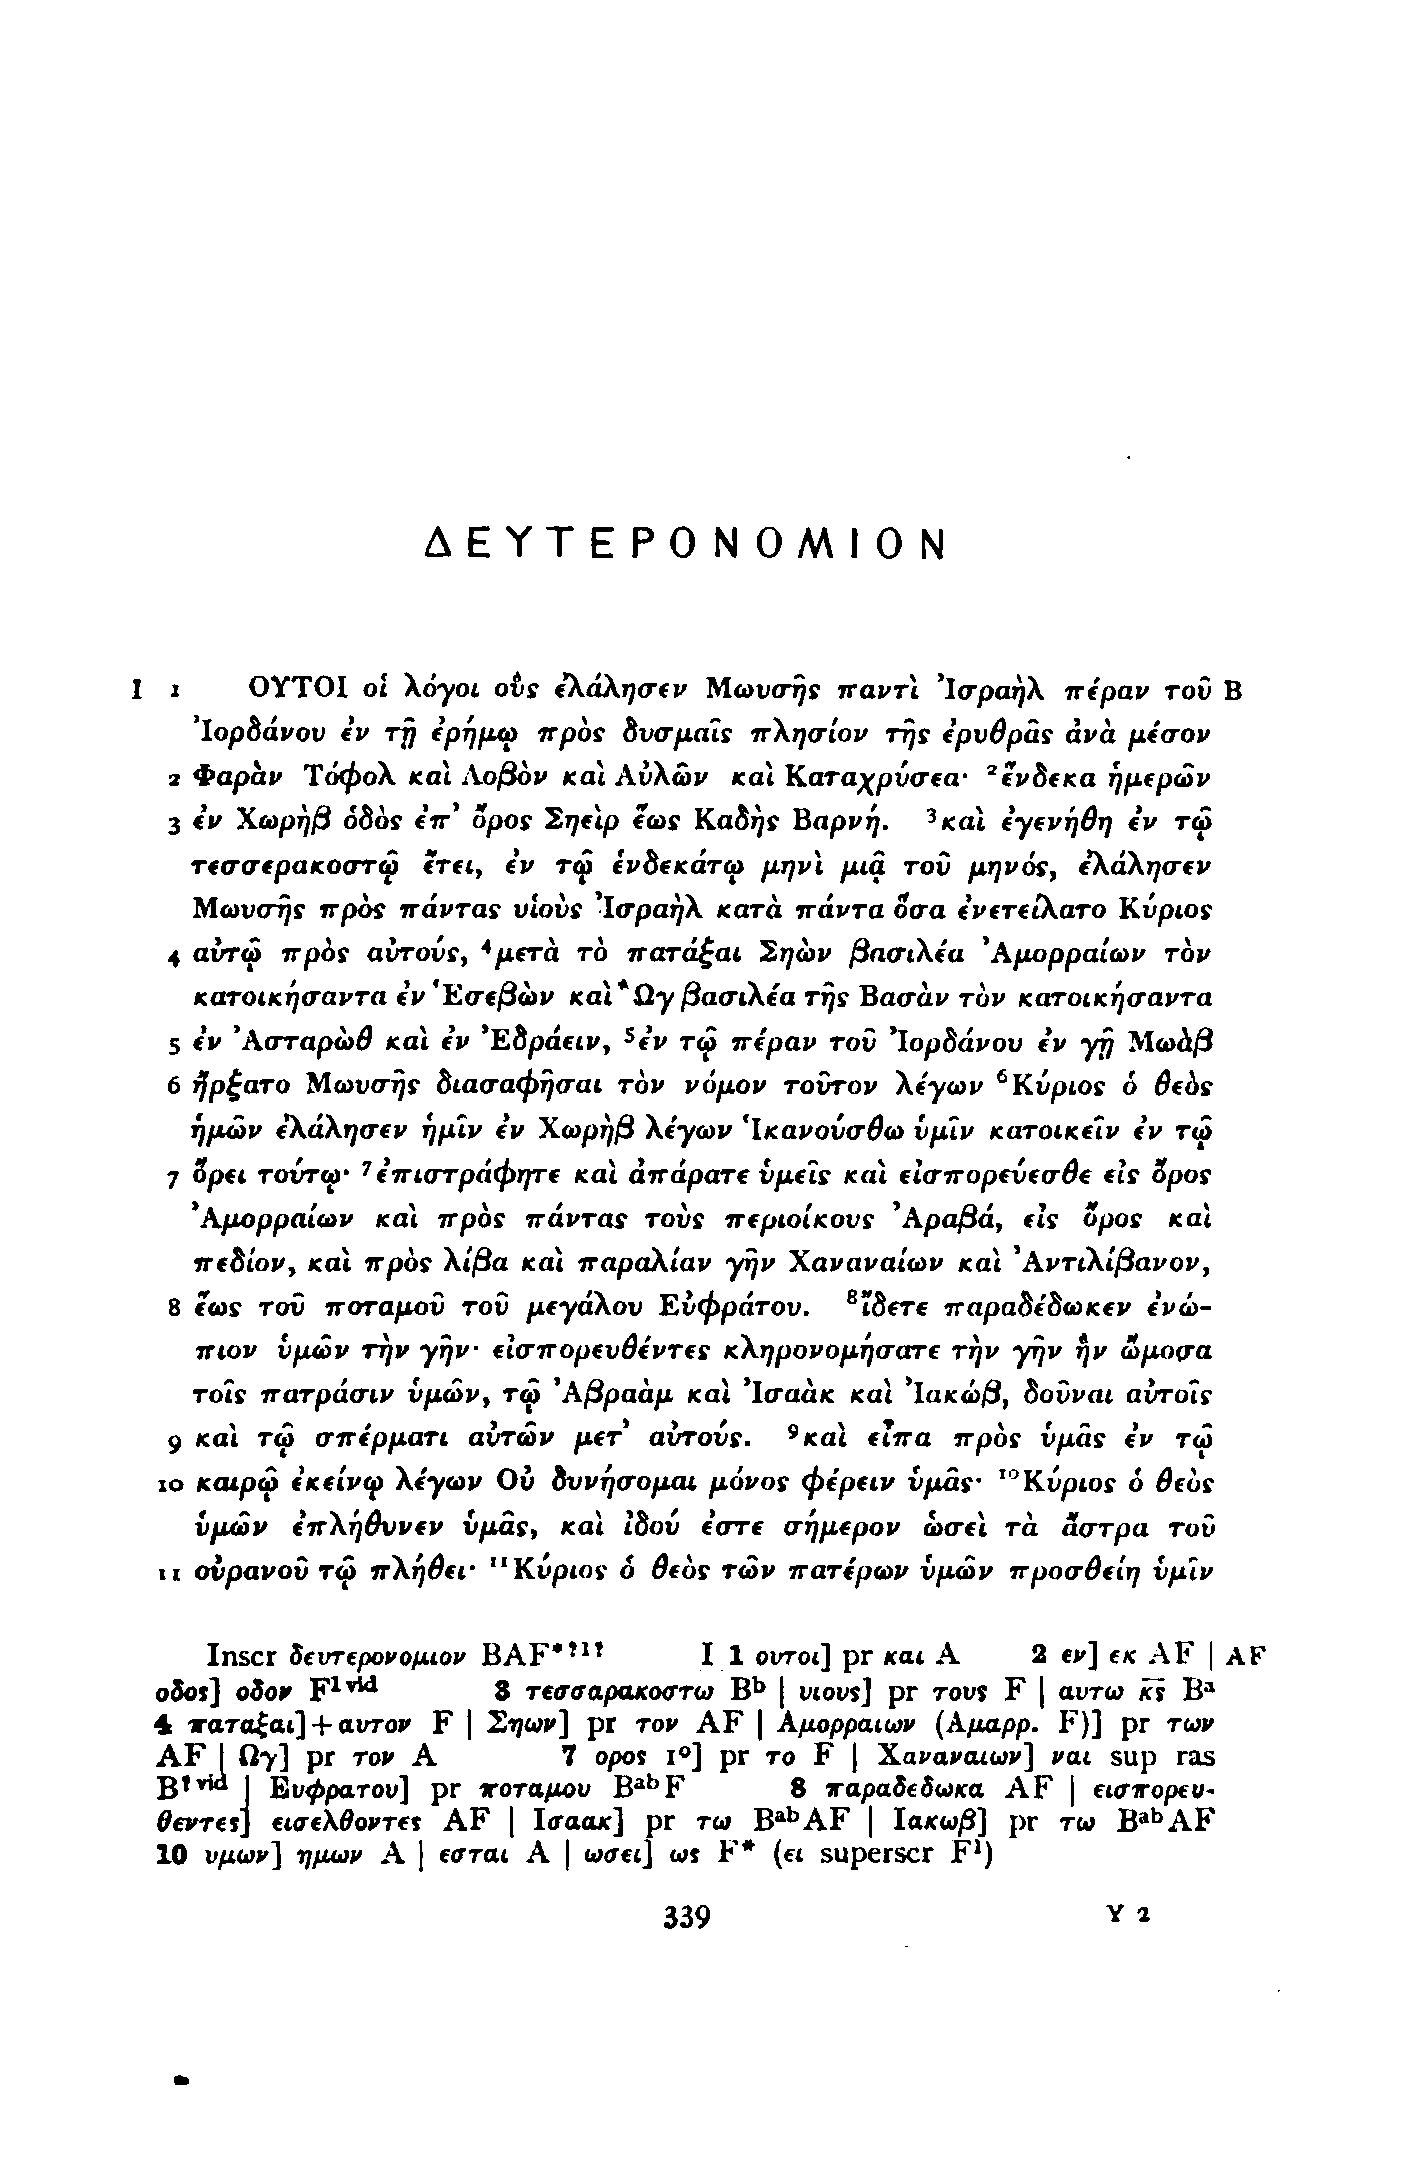 ΔΕΥΤΕΡΟΝΟΜΙΟΝ
I 1 ΟΥΤΟΙ οἱ λόγοι οὓς ἐλάλησεν Μωυσῆς παντὶ Ἰσραὴλ πέραν τοῦ B
Ἰορδάνου ἐν τῇ ἐρήμῳ πρὸς δυσμαῖς πλησίον τῆς ἐρυθρᾶς ἀνὰ μέσον
2 Φαρὰν Τόφολ καὶ Λοβὸν καὶ Αὐλῶν καὶ Καταχρύσεα· ²ἕνδεκα ἡμερῶν
3 ἐν Χωρὴβ ὁδὸς ἐπ’ ὄρος Σηεὶρ ἕως Καδὴς Βαρνή. ³καὶ ἐγενήθη ἐν τῷ
τεσσερακοστῷ ἔτει, ἐν τῷ ἑνδεκάτῳ μηνὶ μιᾷ τοῦ μηνός, ἐλάλησεν
Μωυσῆς πρὸς πάντας υἱοὺς Ἰσραὴλ κατὰ πάντα ὅσα ἐνετείλατο Κύριος
4 αὐτῷ πρὸς αὐτούς, ⁴μετὰ τὸ πατάξαι Σηὼν βασιλέα Ἀμορραίων τὸν
κατοικήσαντα ἐν Ἑσεβὼν καὶ Ὢγ βασιλέα τῆς Βασὰν τὸν κατοικήσαντα
5 ἐν Ἀσταρὼθ καὶ ἐν Ἐδράειν, ⁵ἐν τῷ πέραν τοῦ Ἰορδάνου ἐν γῇ Μωὰβ
6 ἤρξατο Μωυσῆς διασαφῆσαι τὸν νόμον τοῦτον λέγων ⁶Κύριος ὁ θεὸς
ἡμῶν ἐλάλησεν ἡμῖν ἐν Χωρὴβ λέγων Ἱκανούσθω ὑμῖν κατοικεῖν ἐν τῷ
7 ὄρει τούτῳ· ⁷ἐπιστράφητε καὶ ἀπάρατε ὑμεῖς καὶ εἰσπορεύεσθε εἰς ὄρος
Ἀμορραίων καὶ πρὸς πάντας τοὺς περιοίκους Ἀραβά, εἰς ὄρος καὶ
πεδίον, καὶ πρὸς λίβα καὶ παραλίαν γῆν Χαναναίων καὶ Ἀντιλίβανον,
8 ἕως τοῦ ποταμοῦ τοῦ μεγάλου Εὐφράτου. ⁸ἴδετε παραδέδωκεν ἐνώ-
πιον ὑμῶν τὴν γῆν· εἰσπορευθέντες κληρονομήσατε τὴν γῆν ἣν ὤμοσα
τοῖς πατράσιν ὑμῶν, τῷ Ἀβραὰμ καὶ Ἰσαὰκ καὶ Ἰακώβ, δοῦναι αὐτοῖς
9 καὶ τῷ σπέρματι αὐτῶν μετ’ αὐτούς. ⁹καὶ εἶπα πρὸς ὑμᾶς ἐν τῷ
10 καιρῷ ἐκείνῳ λέγων Οὐ δυνήσομαι μόνος φέρειν ὑμᾶς· ¹⁰Κύριος ὁ θεὸς
ὑμῶν ἐπλήθυνεν ὑμᾶς, καὶ ἰδού ἐστε σήμερον ὡσεὶ τὰ ἄστρα τοῦ
11 οὐρανοῦ τῷ πλήθει· ¹¹Κύριος ὁ θεὸς τῶν πατέρων ὑμῶν προσθείη ὑμῖν
Inscr δευτερονομιον BAF*?1? I 1 ουτοι] pr και A 2 εν] εκ AF | AF
οδος] οδον F¹ᵛⁱᵈ 3 τεσσαρακοστω Bᵇ | υιους] pr τους F | αυτω κ̅ς̅ Bᵃ
4 παταξαι]+αυτον F | Σηων] pr τον AF | Αμορραιων (Αμαρρ. F)] pr των
AF | Ωγ] pr τον A 7 ορος 1º] pr το F | Χαναναιων] ναι sup ras
B?ᵛⁱᵈ | Ευφρατου] pr ποταμου BᵃᵇF 8 παραδεδωκα AF | εισπορευ-
θεντες] εισελθοντες AF | Ισαακ] pr τω BᵃᵇAF | Ιακωβ] pr τω BᵃᵇAF
10 υμων] ημων A | εσται A | ωσει] ως F* (ει superscr F¹)
339 Y 2